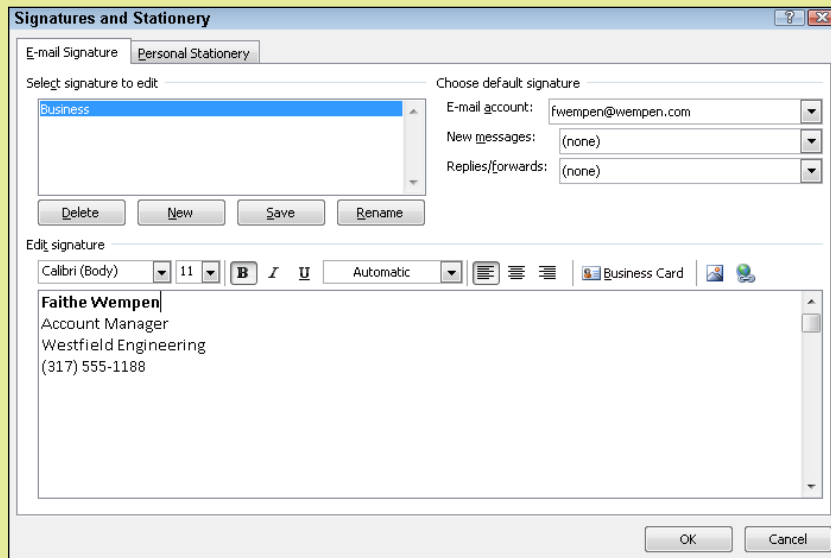 Signatures and Stationery
E-mail Signature Personal Stationery
Select signature to edit
Business
Delete New Save Rename
Choose default signature
E-mail account: fwempen@wempen.com
New messages: (none)
Replies/forwards: (none)
Edit signature
Calibri (Body) 11 B I U Automatic Business Card
Faithe Wempen
Account Manager
Westfield Engineering
(317) 555-1188
OK Cancel